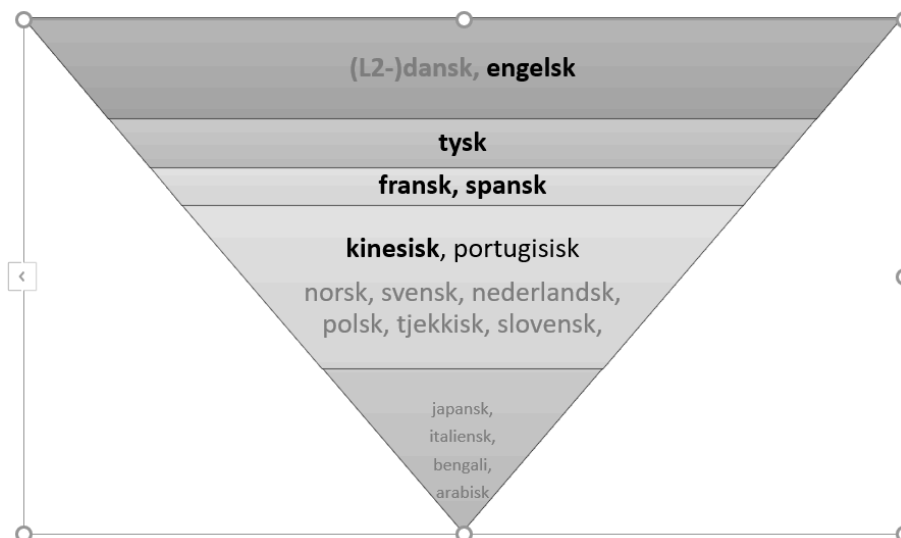 (L2-)dansk, engelsk
tysk
fransk, spansk
kinesisk, portugisisk
norsk, svensk, nederlandsk,
polsk, tjekkisk, slovensk,
japansk,
italiensk,
bengali,
arabisk